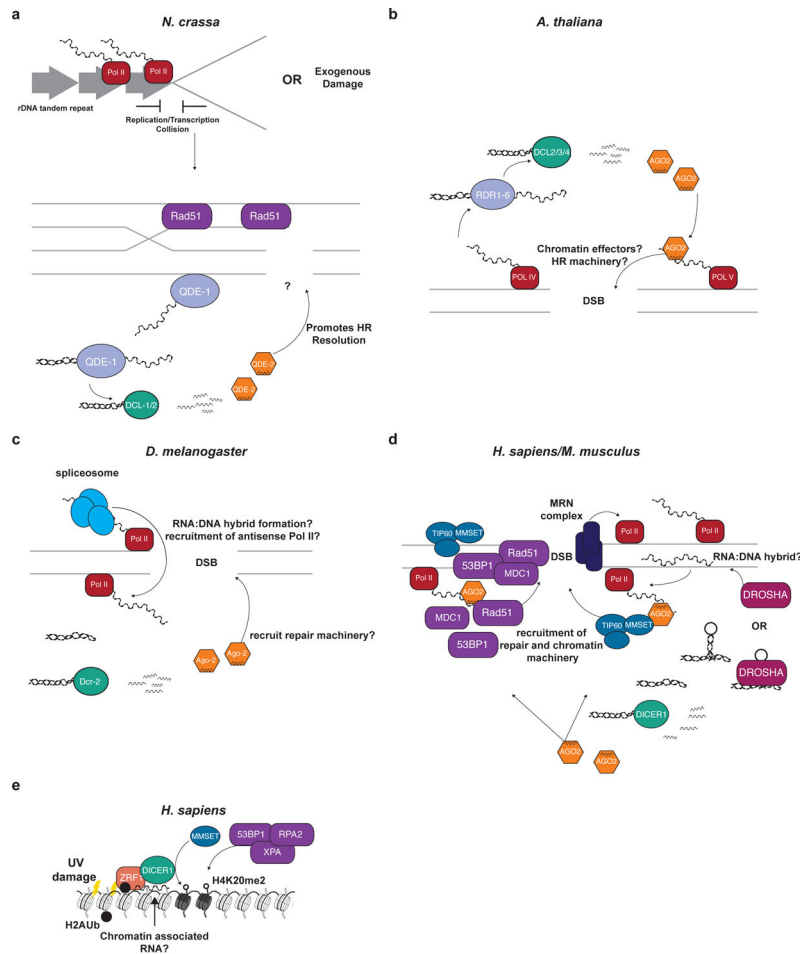 a
N. crassa
Pol II
Pol II
rDNA tandem repeat
Replication/Transcription
Collision
OR
Exogenous
Damage
Rad51
Rad51
QDE-1
?
Promotes HR
Resolution
QDE-1
QDE-2
QDE-2
DCL-1/2
b
A. thaliana
DCL2/3/4
AGO2
AGO2
RDR1-6
Chromatin effectors?
HR machinery?
AGO2
POL IV
POL V
DSB
c
D. melanogaster
spliceosome
RNA:DNA hybrid formation?
recruitment of antisense Pol II?
Pol II
DSB
Pol II
recruit repair machinery?
Ago-2
Ago-2
Dcr-2
d
H. sapiens/M. musculus
MRN
complex
TIP60
MMSET
Pol II
Pol II
Rad51
DSB
53BP1
MDC1
RNA:DNA hybrid?
Pol II
Pol II
AGO2
DROSHA
MDC1
Rad51
AGO2
TIP60
MMSET
OR
53BP1
recruitment of
repair and chromatin
machinery
DROSHA
DICER1
AGO2
AGO2
e
H. sapiens
MMSET
53BP1
RPA2
XPA
UV
damage
ZRF
DICER1
H4K20me2
H2AUb
Chromatin associated
RNA?